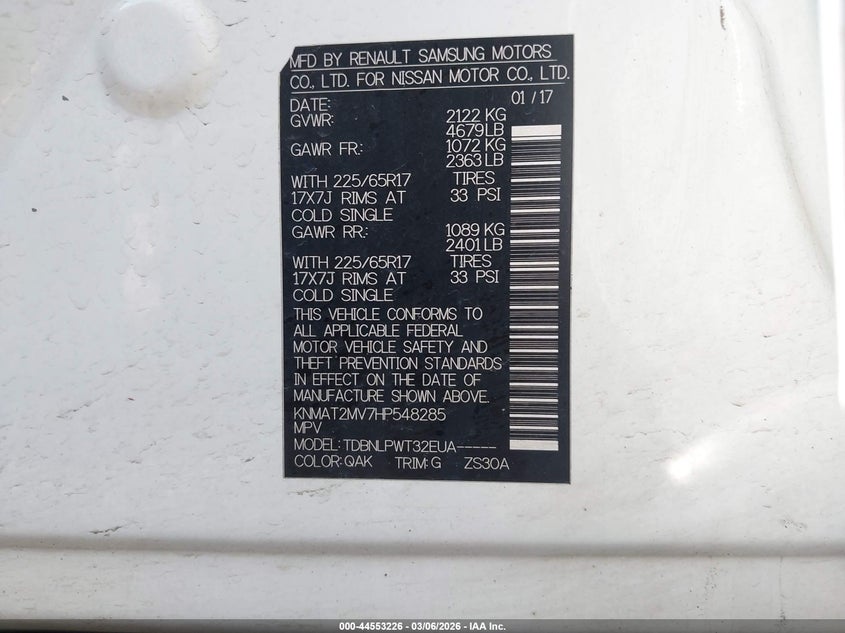 MFD BY RENAULT SAMSUNG MOTORS
CO., LTD. FOR NISSAN MOTOR CO., LTD.
DATE: 01 / 17
GVWR: 2122 KG
4679 LB
GAWR FR.: 1072 KG
2363 LB
WITH 225/65R17 TIRES
17X7J RIMS AT 33 PSI
COLD SINGLE
GAWR RR.: 1089 KG
2401 LB
WITH 225/65R17 TIRES
17X7J RIMS AT 33 PSI
COLD SINGLE
THIS VEHICLE CONFORMS TO
ALL APPLICABLE FEDERAL
MOTOR VEHICLE SAFETY AND
THEFT PREVENTION STANDARDS
IN EFFECT ON THE DATE OF
MANUFACTURE SHOWN ABOVE.
KNMAT2MV7HP548285
MPV
MODEL: TDBNLPWT32EUA-----
COLOR: QAK TRIM: G ZS30A
000-44553226 - 03/06/2026 - IAA Inc.